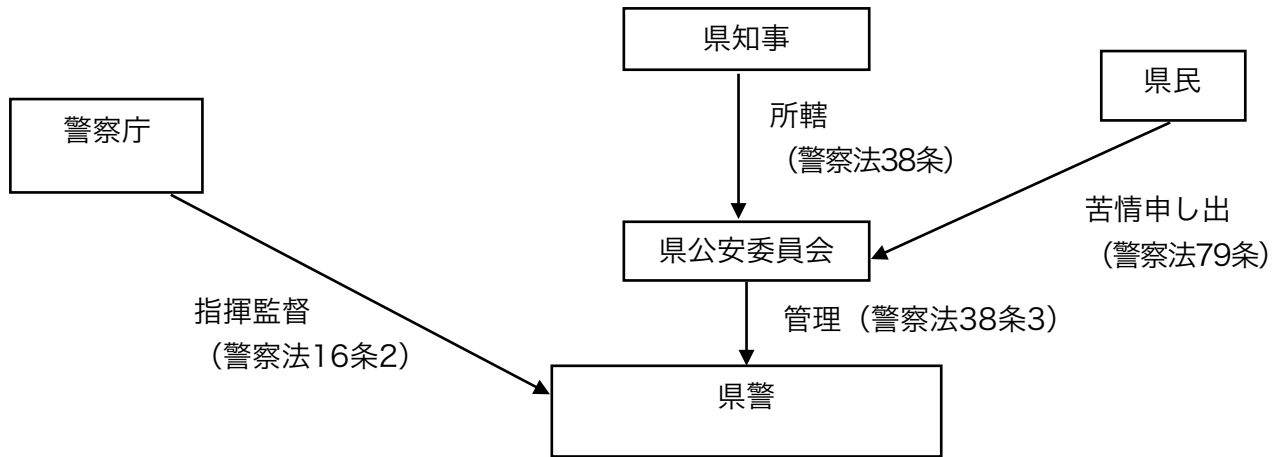 県知事
県民
警察庁
所轄
（警察法38条）
苦情申し出
（警察法79条）
県公安委員会
指揮監督
（警察法16条2）
管理（警察法38条3）
県警